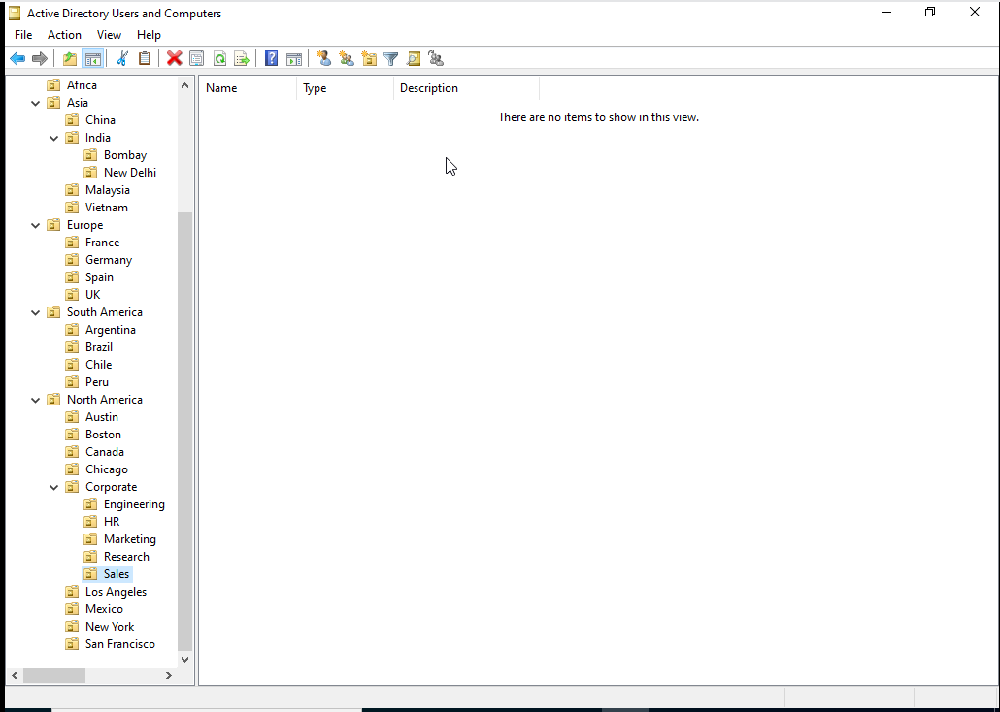 Active Directory Users and Computers
File Action View Help
Africa
Asia
China
India
Bombay
New Delhi
Malaysia
Vietnam
Europe
France
Germany
Spain
UK
South America
Argentina
Brazil
Chile
Peru
North America
Austin
Boston
Canada
Chicago
Corporate
Engineering
HR
Marketing
Research
Sales
Los Angeles
Mexico
New York
San Francisco
Name Type Description
There are no items to show in this view.